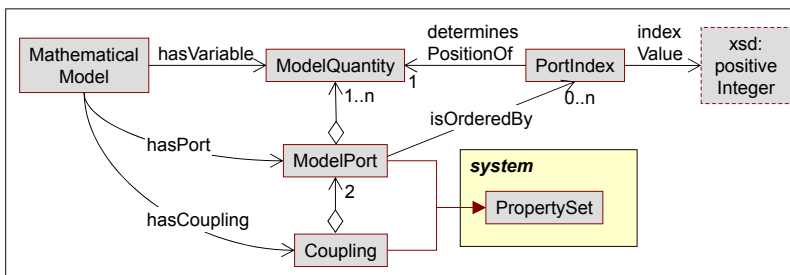 Mathematical
Model
hasVariable
ModelQuantity
determines
PositionOf
1
PortIndex
index
Value
xsd:
positive
Integer
1..n
0..n
isOrderedBy
hasPort
ModelPort
system
PropertySet
2
hasCoupling
Coupling